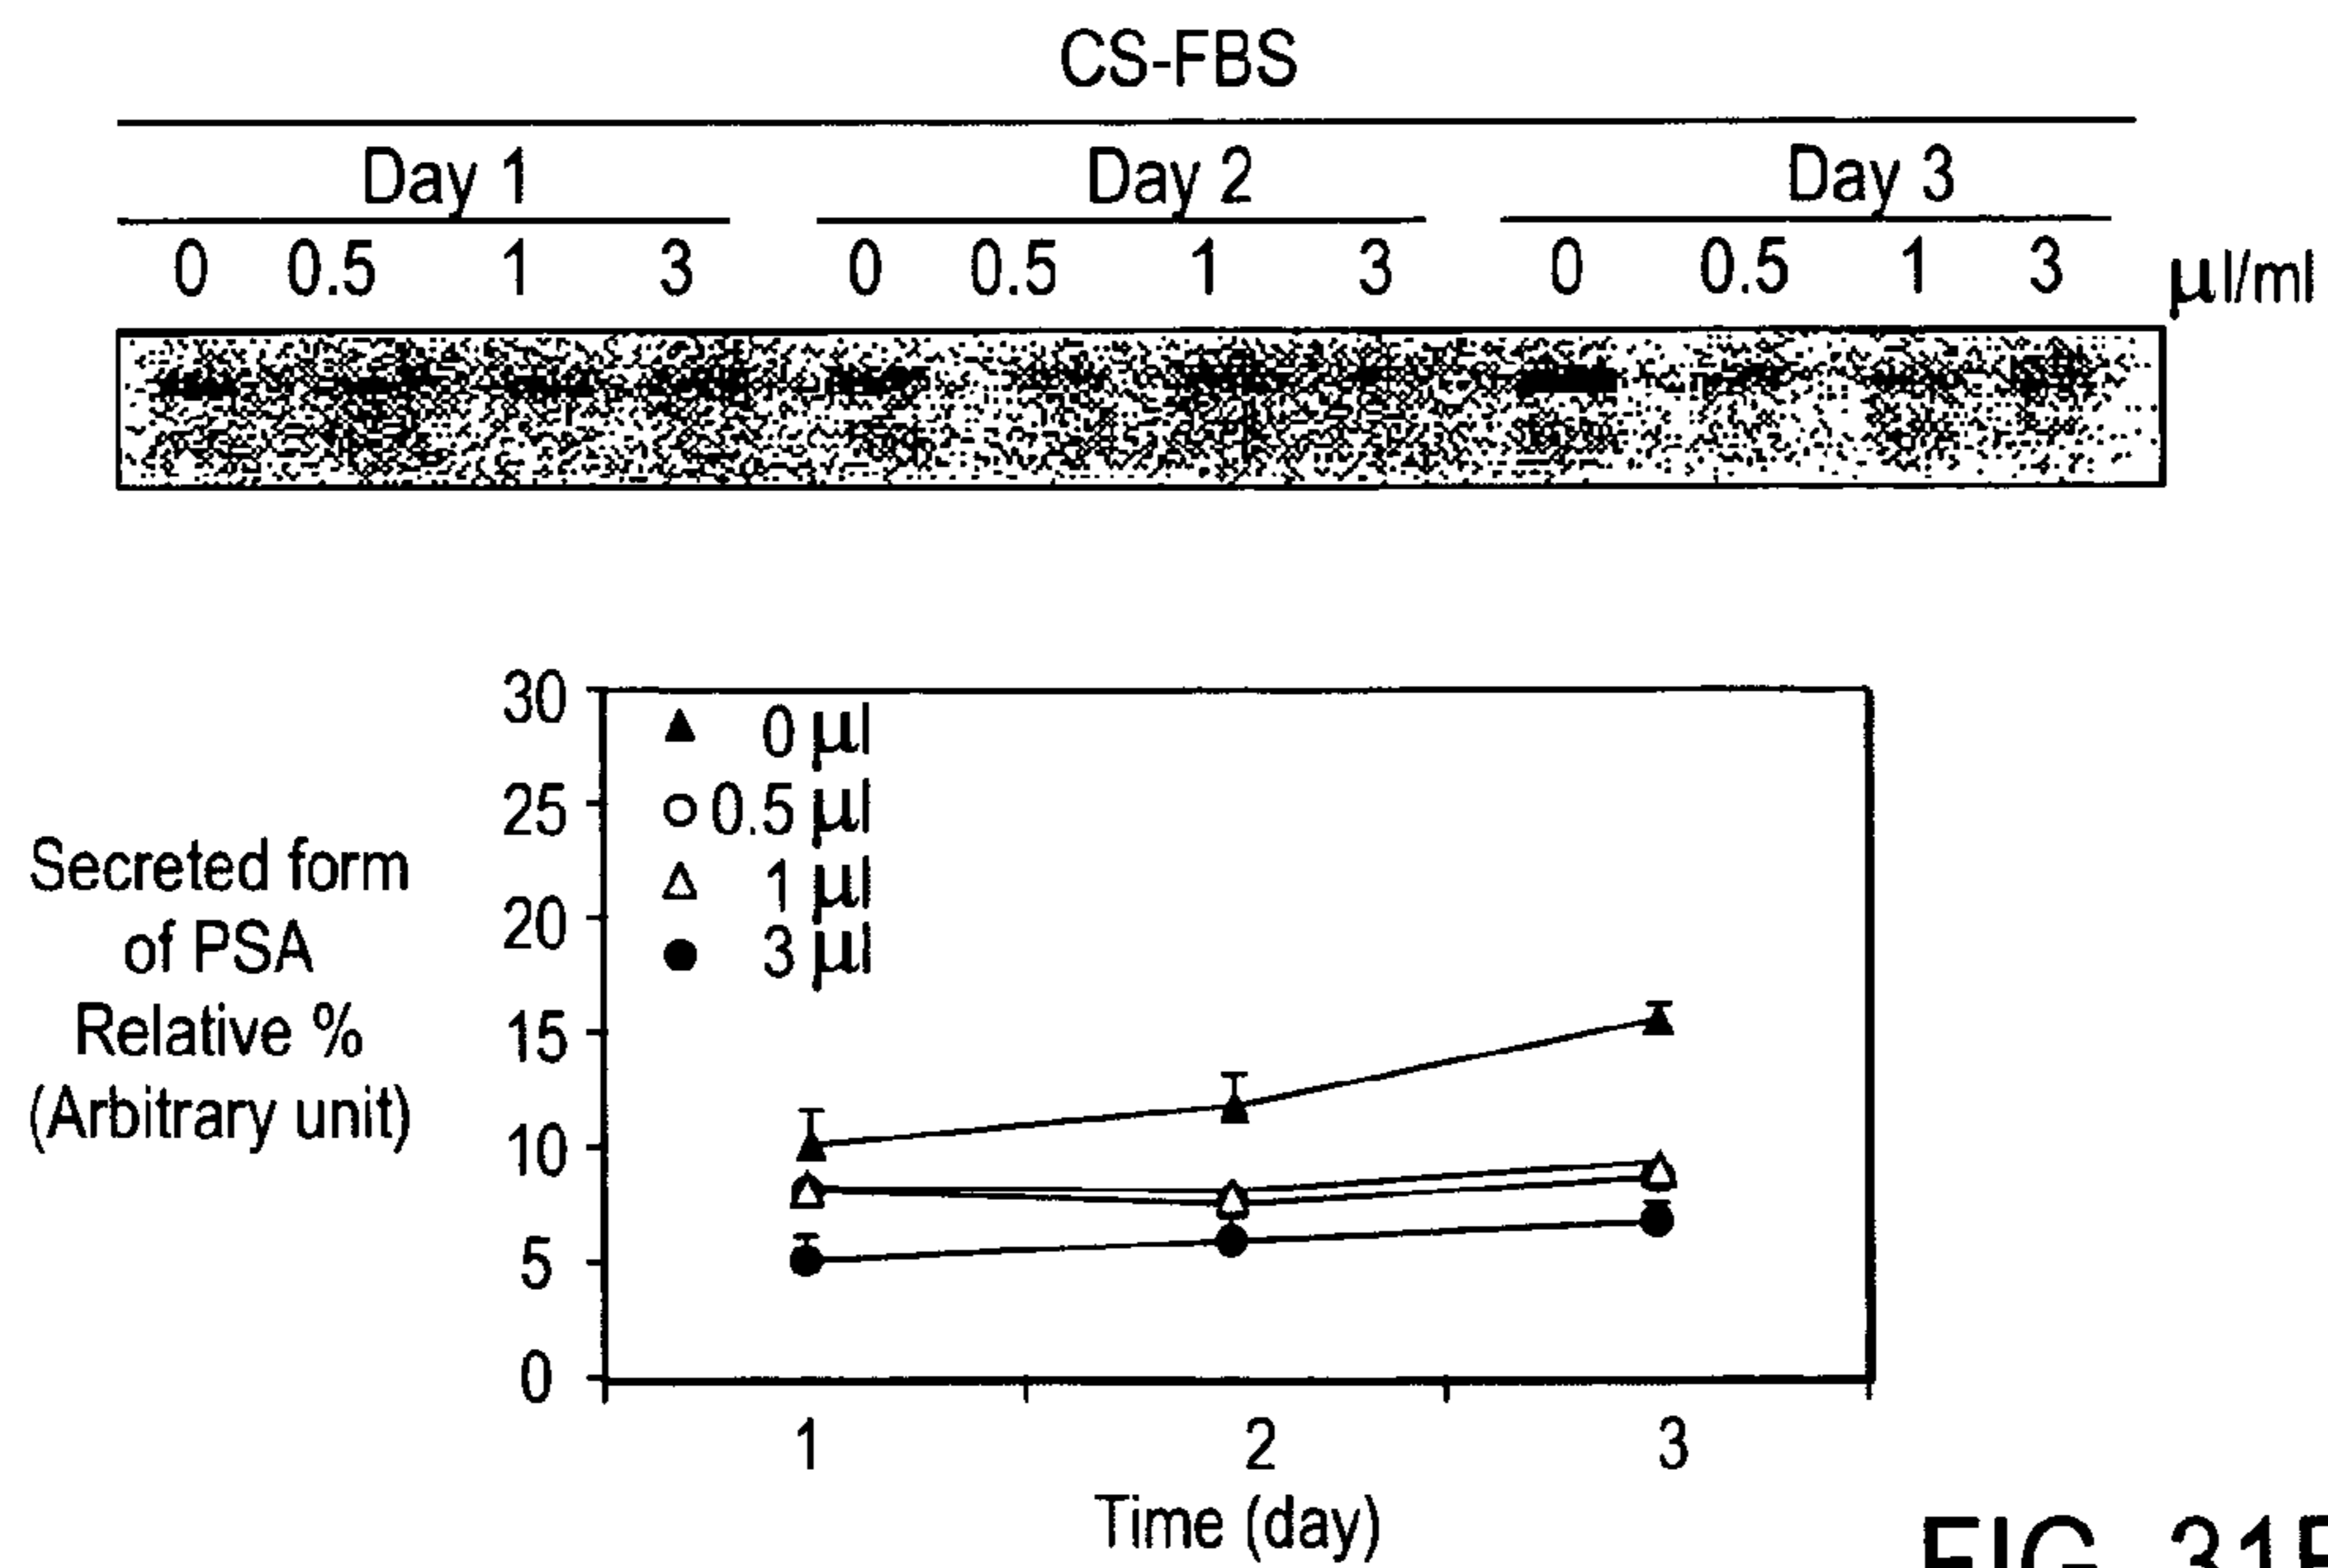 CS-FBS
Day 1 Day 2 Day 3
0 0.5 1 3 0 0.5 1 3 0 0.5 1 3 µl/ml
30
25
20
15
10
5
0
0 µl
0.5 µl
1 µl
3 µl
Secreted form
of PSA
Relative %
(Arbitrary unit)
1 2 3
Time (day)
FIG. 31